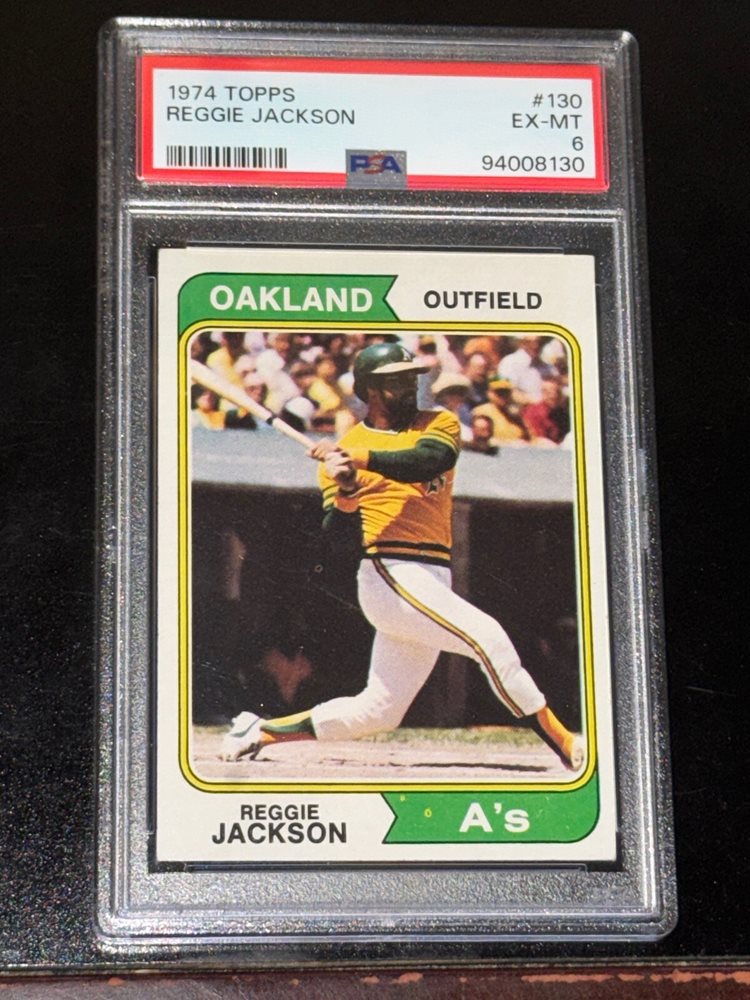 1974 TOPPS #130
REGGIE JACKSON EX-MT
6
PSA 94008130
OAKLAND OUTFIELD
REGGIE
JACKSON A's